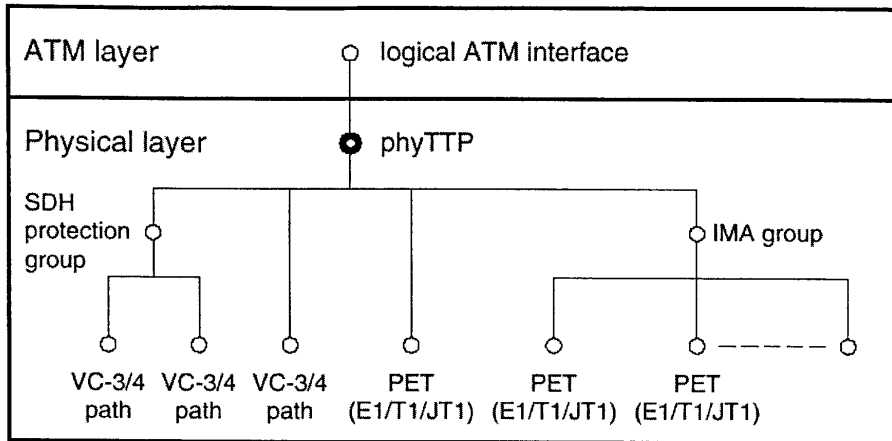 ATM layer
logical ATM interface
Physical layer
phyTTP
SDH
protection
group
IMA group
VC-3/4
path
VC-3/4
path
VC-3/4
path
PET
(E1/T1/JT1)
PET
(E1/T1/JT1)
PET
(E1/T1/JT1)